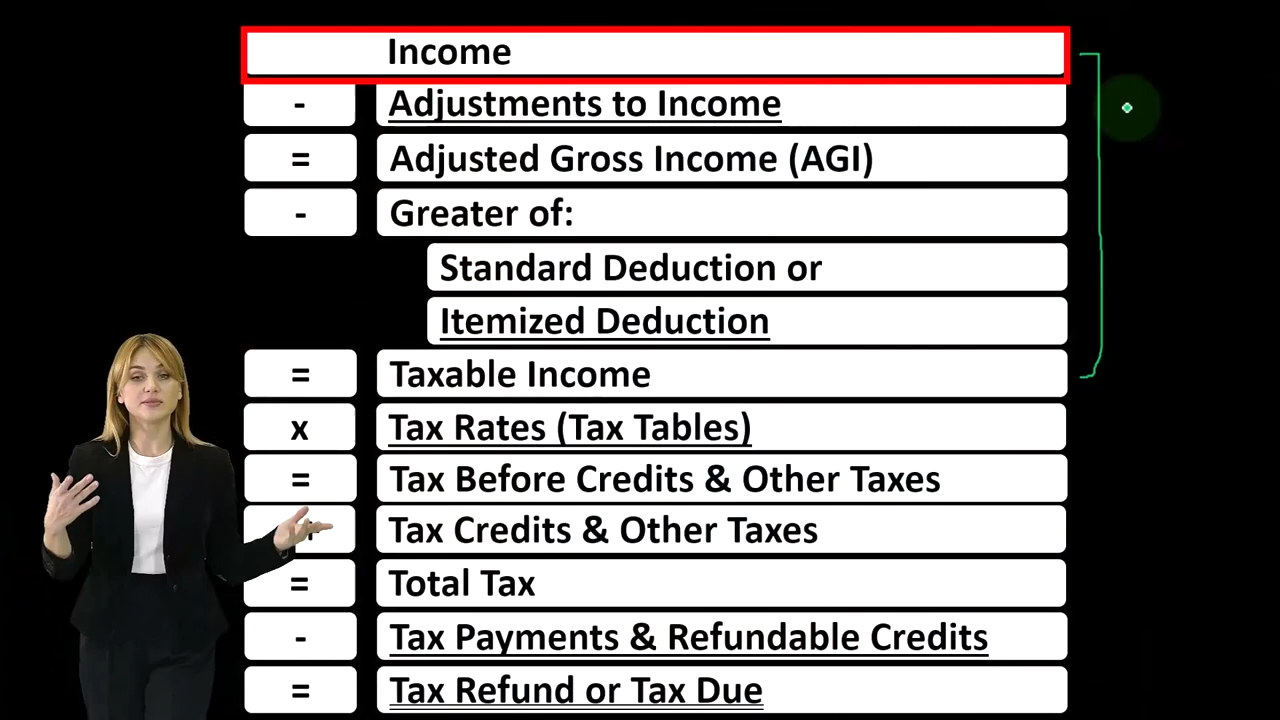 Income
- Adjustments to Income
= Adjusted Gross Income (AGI)
- Greater of:
Standard Deduction or
Itemized Deduction
= Taxable Income
x Tax Rates (Tax Tables)
= Tax Before Credits & Other Taxes
Tax Credits & Other Taxes
= Total Tax
- Tax Payments & Refundable Credits
= Tax Refund or Tax Due